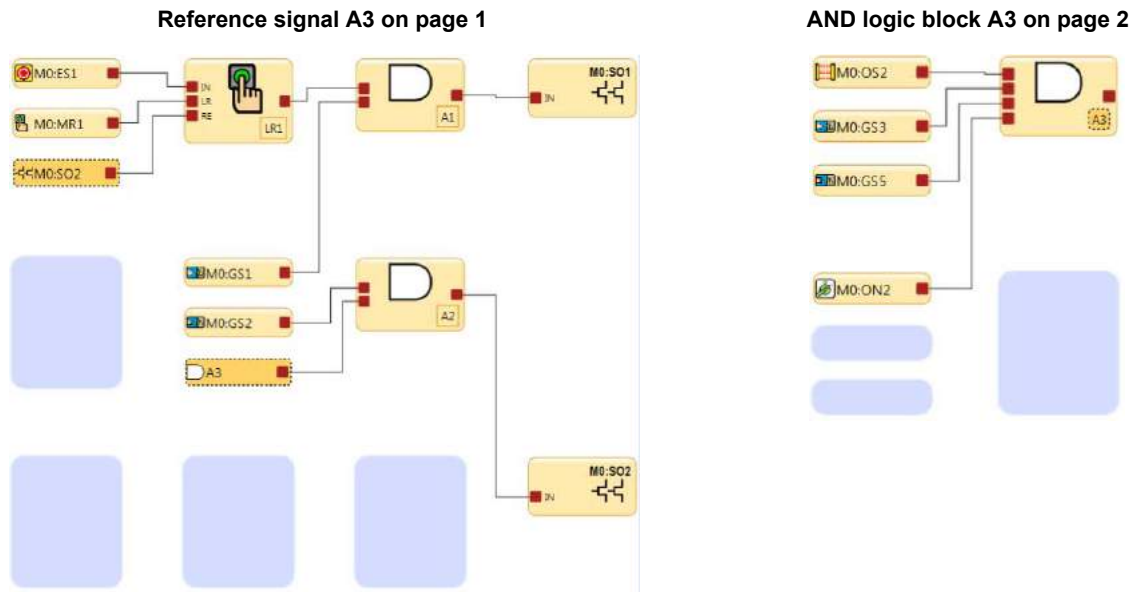 Reference signal A3 on page 1
M0:ES1
M0:MR1
M0:SO2
IN
LR
RE
LR1
A1
M0:SO1
IN
M0:GS1
M0:GS2
A3
A2
M0:SO2
IN
AND logic block A3 on page 2
M0:OS2
M0:GS3
M0:GS5
M0:ON2
A3